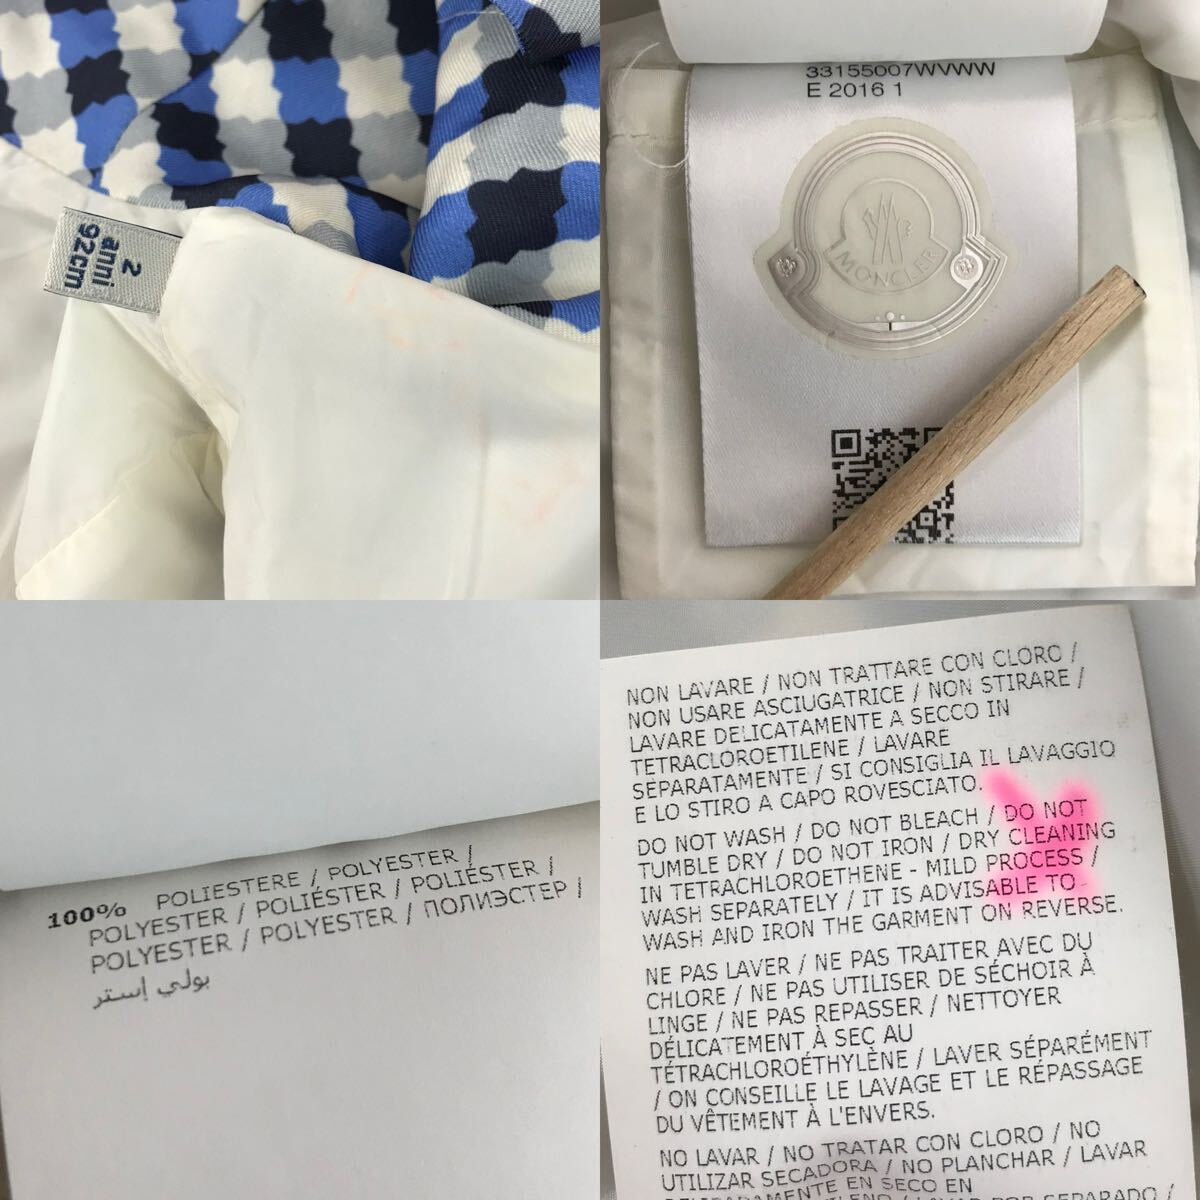 2
anni
92cm
33155007WVWW
E 2016 1
MONCLER
100% POLIESTERE / POLYESTER /
POLYESTER / POLIÉSTER / POLIÉSTER /
POLYESTER / POLYESTER / ПОЛИЭСТЕР /
بولي إستر
NON LAVARE / NON TRATTARE CON CLORO /
NON USARE ASCIUGATRICE / NON STIRARE /
LAVARE DELICATAMENTE A SECCO IN
TETRACLOROETILENE / LAVARE
SEPARATAMENTE / SI CONSIGLIA IL LAVAGGIO
E LO STIRO A CAPO ROVESCIATO.
DO NOT WASH / DO NOT BLEACH / DO NOT
TUMBLE DRY / DO NOT IRON / DRY CLEANING
IN TETRACHLOROETHENE - MILD PROCESS /
WASH SEPARATELY / IT IS ADVISABLE TO
WASH AND IRON THE GARMENT ON REVERSE.
NE PAS LAVER / NE PAS TRAITER AVEC DU
CHLORE / NE PAS UTILISER DE SÉCHOIR À
LINGE / NE PAS REPASSER / NETTOYER
DÉLICATEMENT À SEC AU
TÉTRACHLOROÉTHYLÈNE / LAVER SÉPARÉMENT
/ ON CONSEILLE LE LAVAGE ET LE RÉPASSAGE
DU VÊTEMENT À L'ENVERS.
NO LAVAR / NO TRATAR CON CLORO / NO
UTILIZAR SECADORA / NO PLANCHAR / LAVAR
DELICADAMENTE EN SECO EN